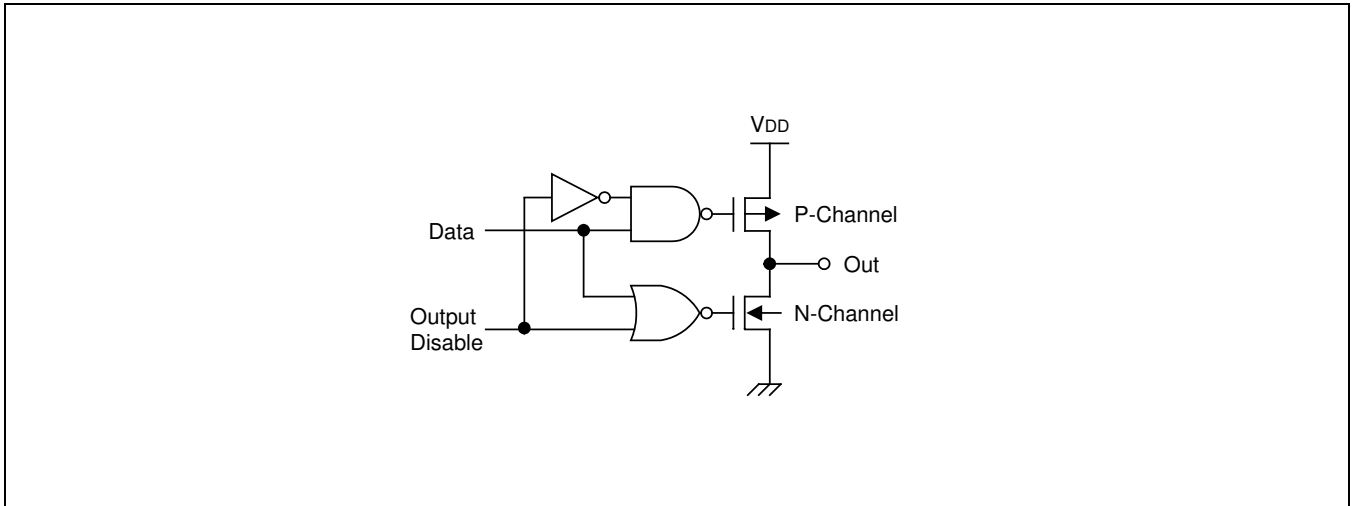 VDD
P-Channel
Data
Out
N-Channel
Output
Disable